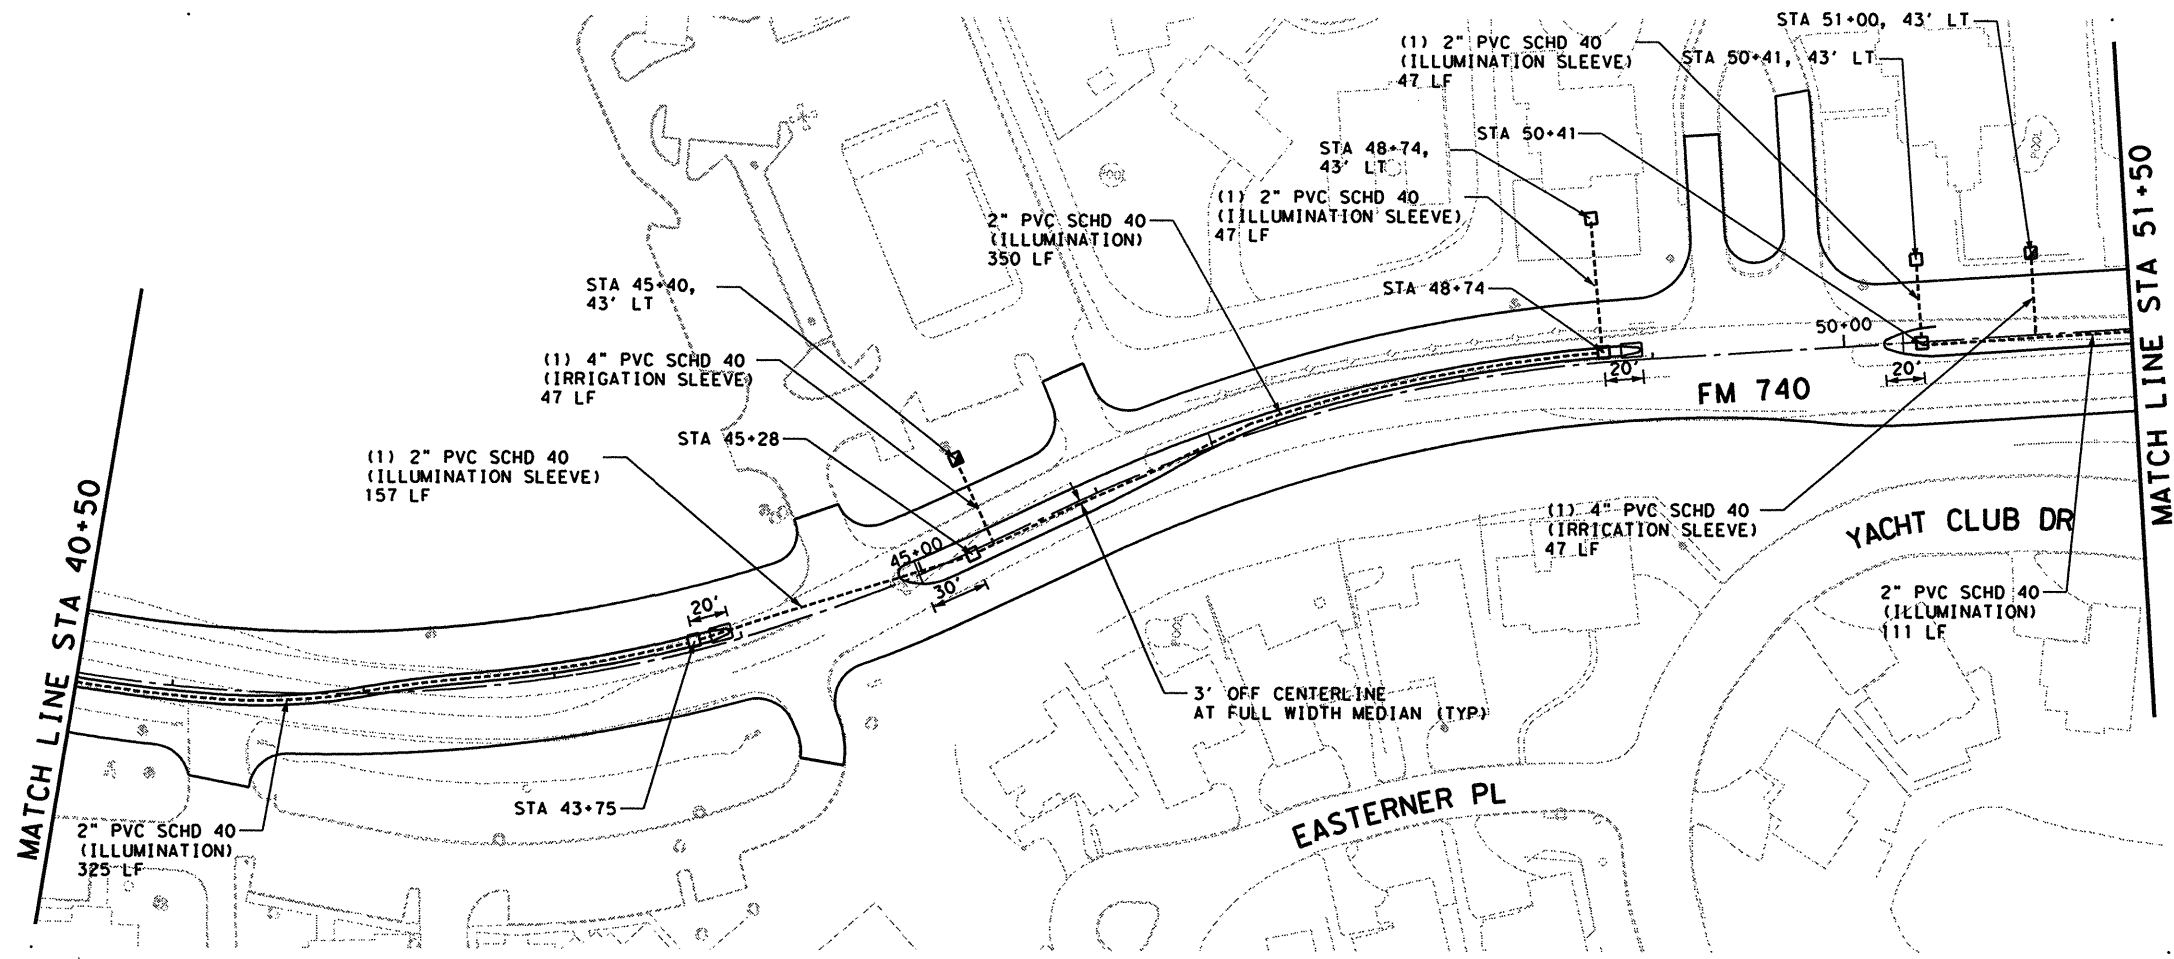 STA 51+00, 43' LT
(1) 2" PVC SCHD 40
(ILLUMINATION SLEEVE)
47 LF
STA 50+41, 43' LT
STA 50+41
STA 48+74,
43' LT
(1) 2" PVC SCHD 40
(IILLUMINATION SLEEVE)
47 LF
2" PVC SCHD 40
(ILLUMINATION)
350 LF
POOL
POOL
STA 45+40,
43' LT
STA 48+74
50+00
(1) 4" PVC SCHD 40
(IRRIGATION SLEEVE)
47 LF
20'
20'
FM 740
STA 45+28
(1) 2" PVC SCHD 40
(ILLUMINATION SLEEVE)
157 LF
45+00
30'
20'
(1) 4" PVC SCHD 40
(IRRICATION SLEEVE)
47 LF
YACHT CLUB DR
2" PVC SCHD 40
(ILLUMINATION)
111 LF
POOL
3' OFF CENTERLINE
AT FULL WIDTH MEDIAN (TYP)
STA 43+75
2" PVC SCHD 40
(ILLUMINATION)
325 LF
EASTERNER PL
MATCH LINE STA 40+50
MATCH LINE STA 51+50